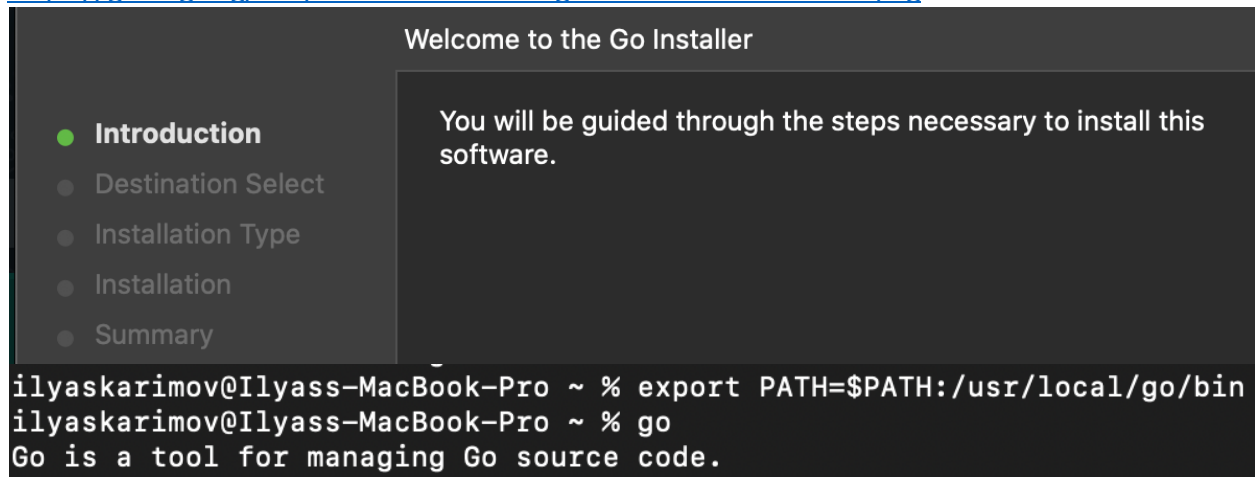 Welcome to the Go Installer
Introduction
Destination Select
Installation Type
Installation
Summary
You will be guided through the steps necessary to install this
software.
ilyaskarimov@Ilyass-MacBook-Pro ~ % export PATH=$PATH:/usr/local/go/bin
ilyaskarimov@Ilyass-MacBook-Pro ~ % go
Go is a tool for managing Go source code.